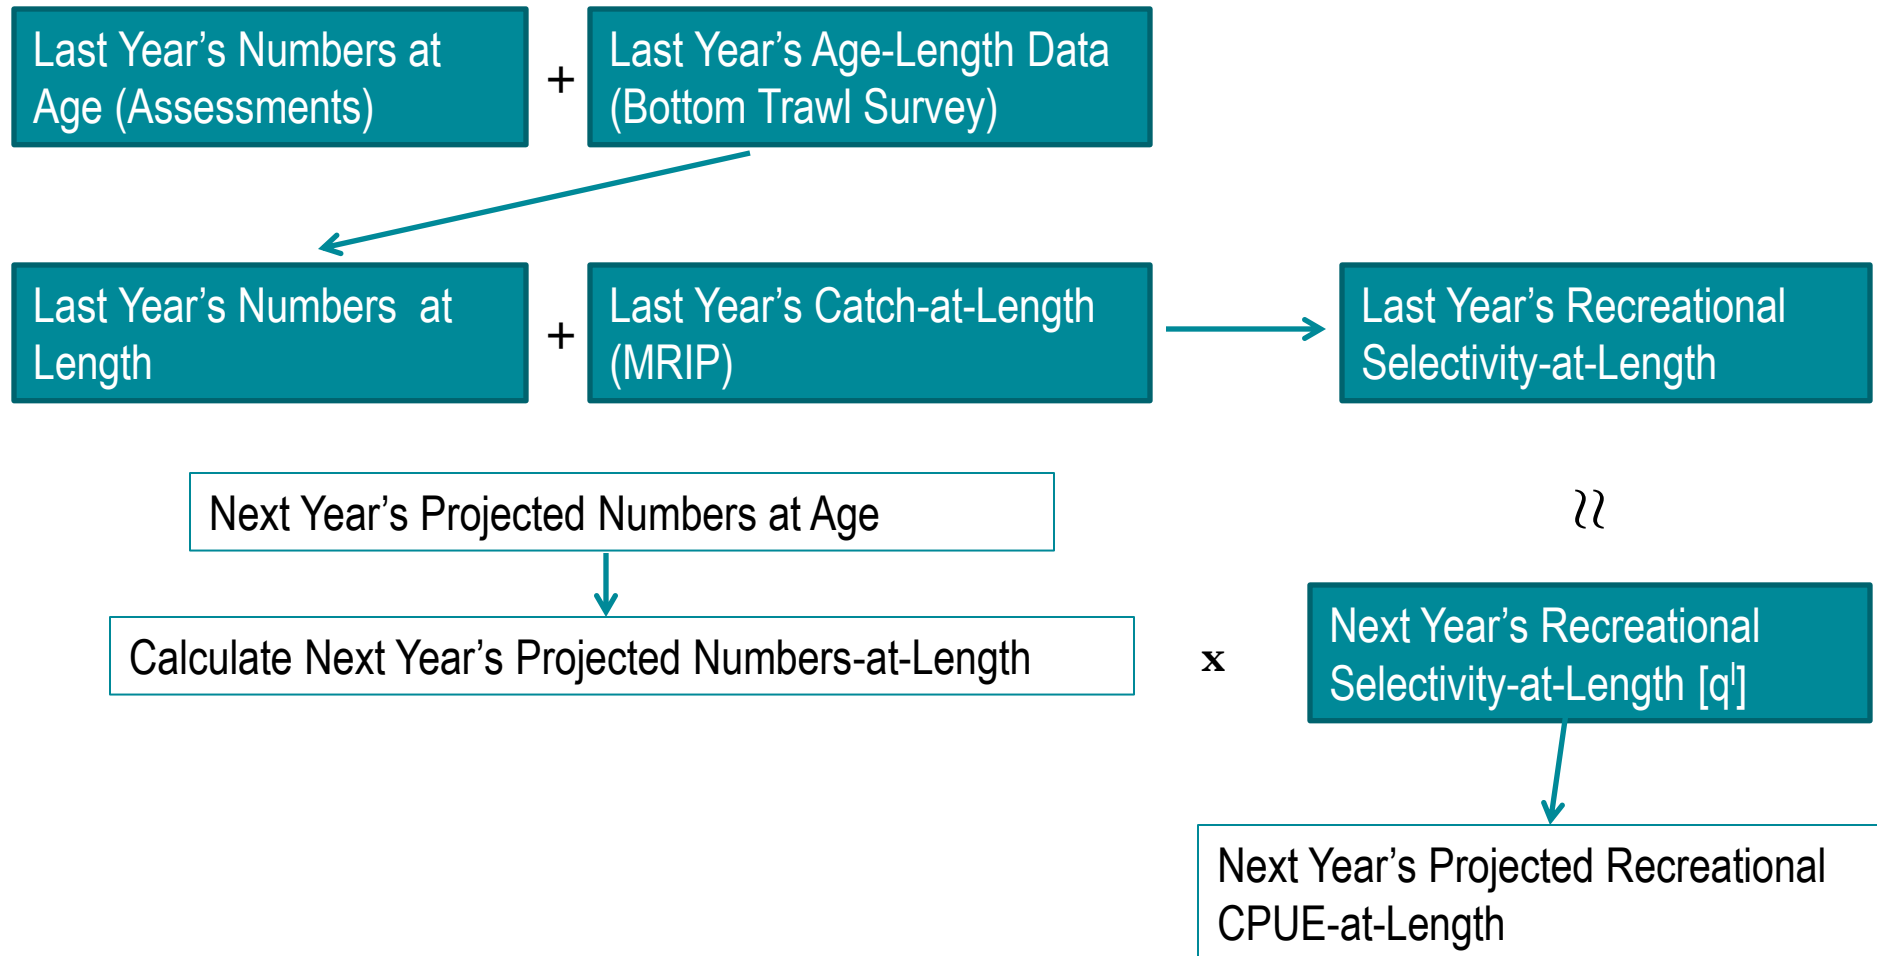 Last Year’s Numbers at
Age (Assessments)
+
Last Year’s Age-Length Data
(Bottom Trawl Survey)
Last Year’s Numbers  at
Length
+
Last Year’s Catch-at-Length
(MRIP)
Last Year’s Recreational
Selectivity-at-Length
≈
Next Year’s Projected Numbers at Age
Calculate Next Year’s Projected Numbers-at-Length
x
Next Year’s Recreational
Selectivity-at-Length [qˡ]
Next Year’s Projected Recreational
CPUE-at-Length